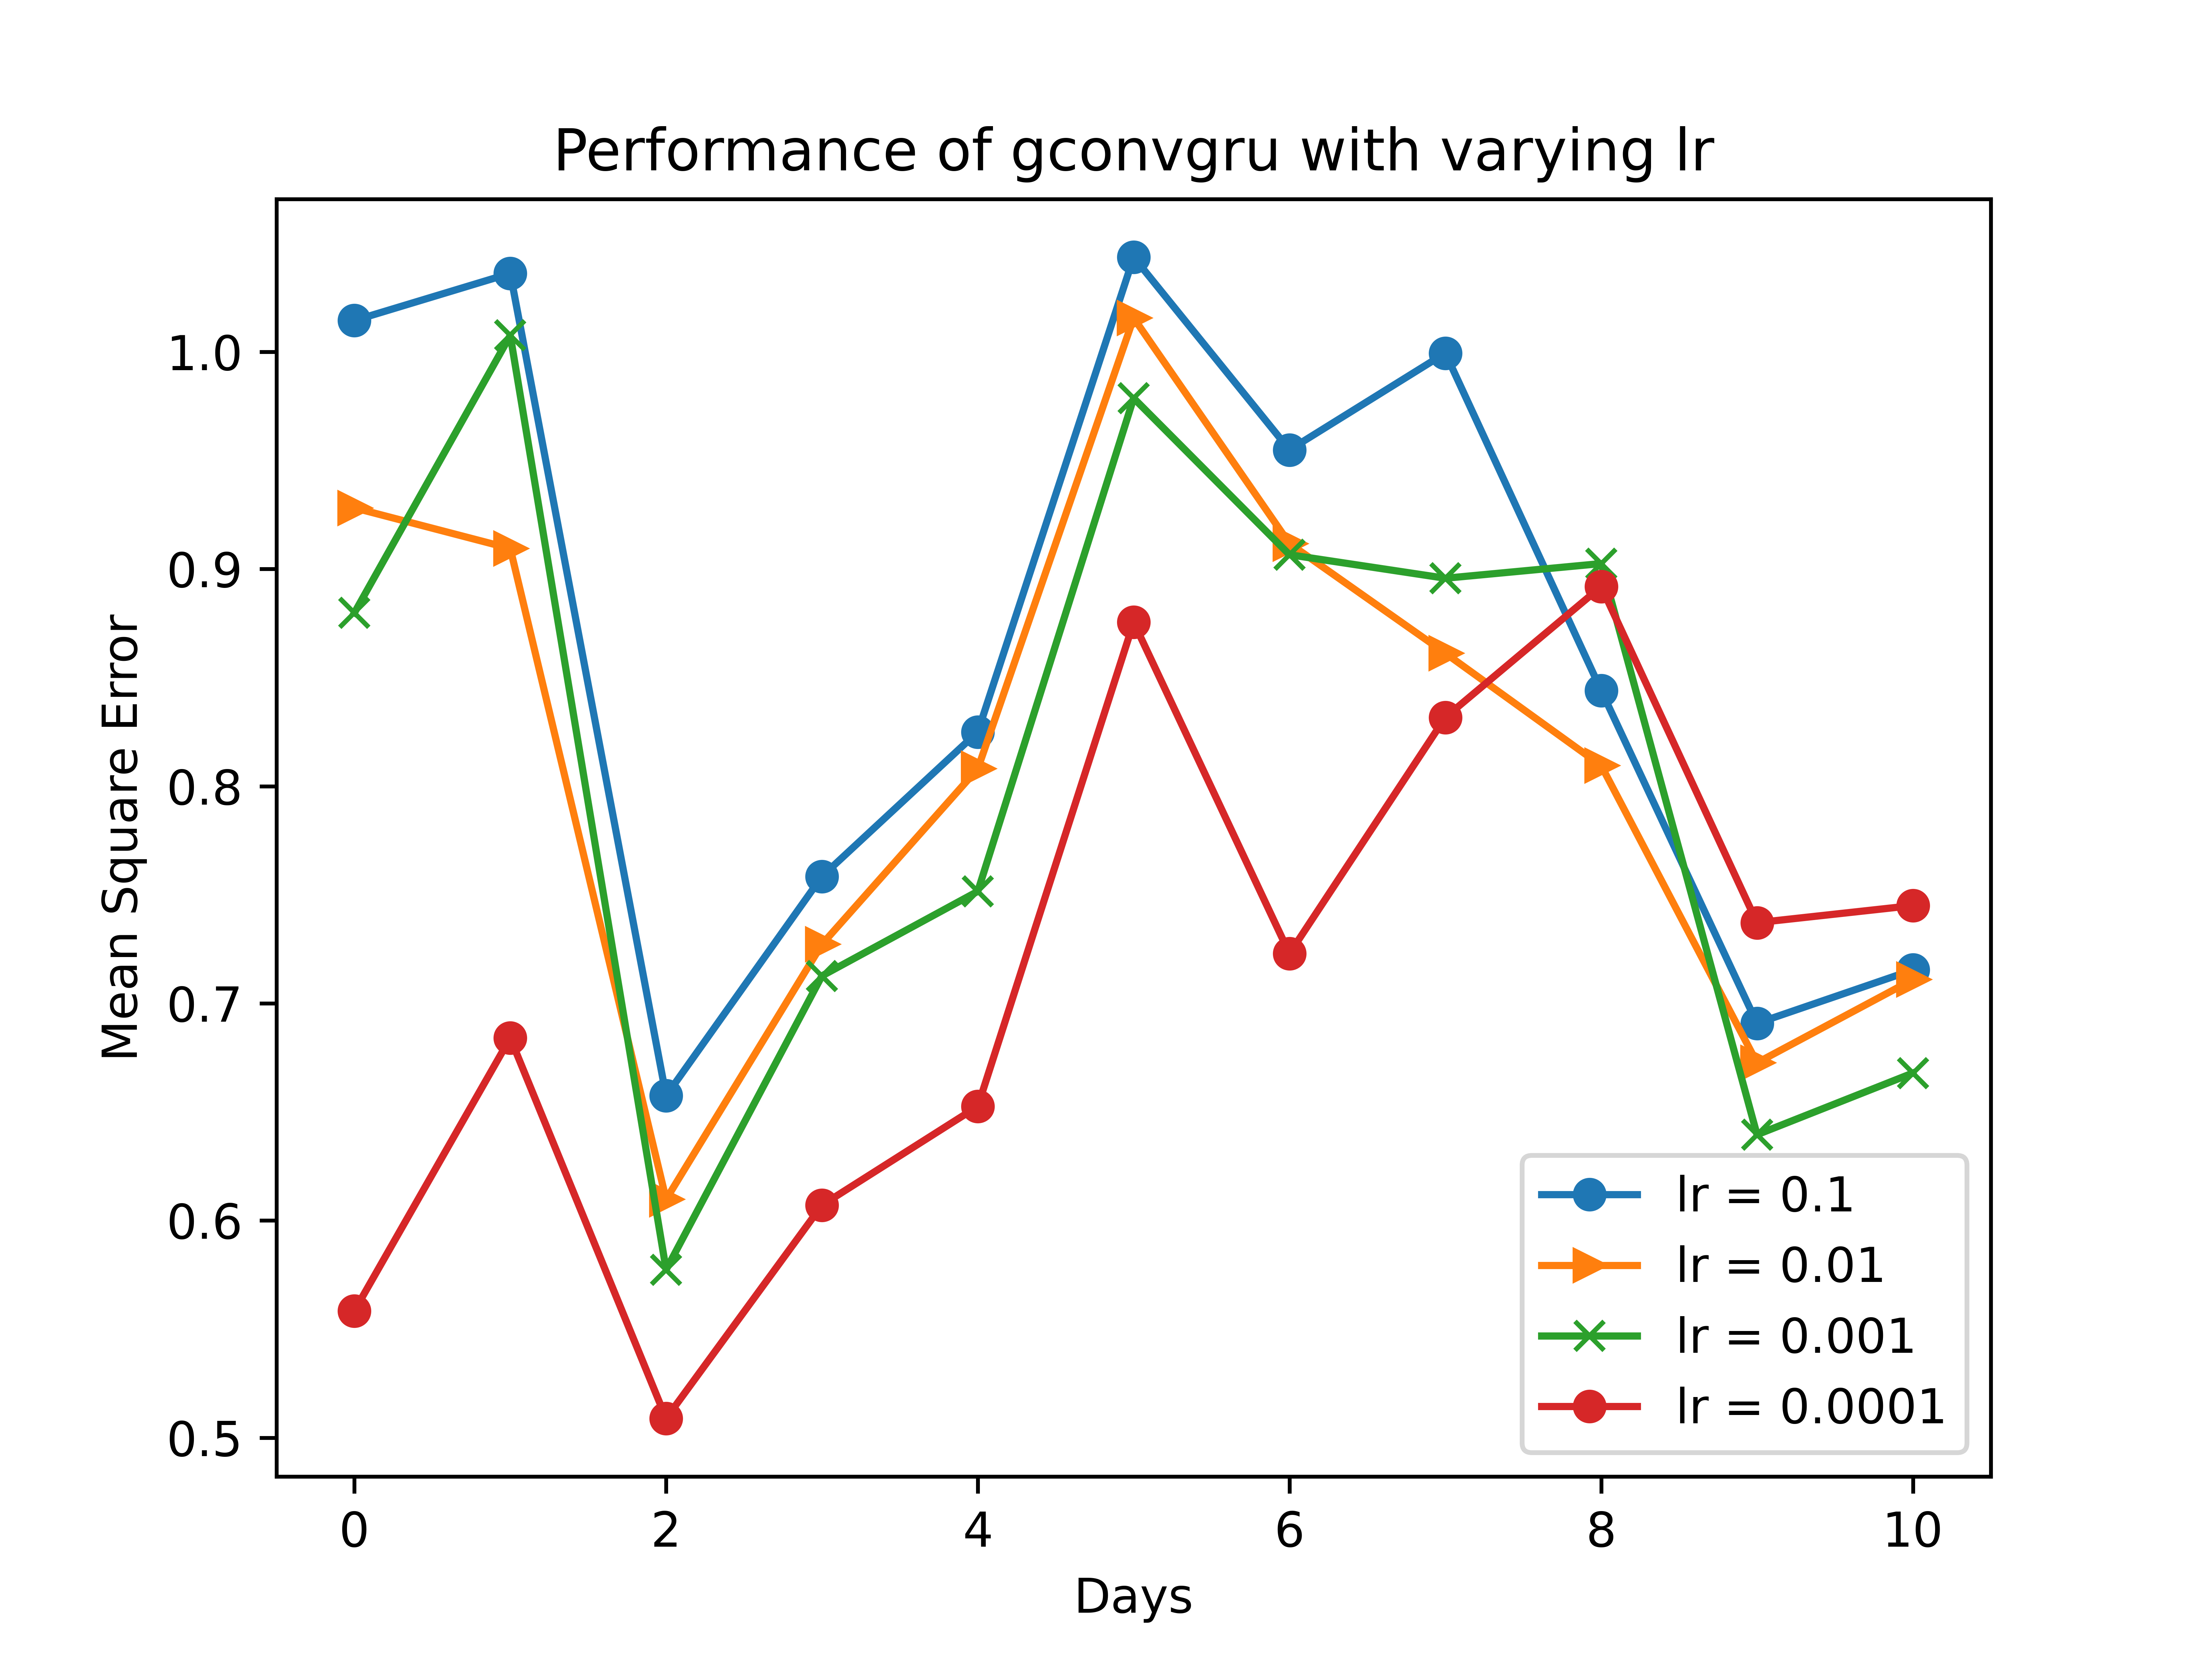 Performance of gconvgru with varying lr
Mean Square Error
1.0
0.9
0.8
0.7
0.6
0.5
lr = 0.1
lr = 0.01
lr = 0.001
lr = 0.0001
0 2 4 6 8 10
Days